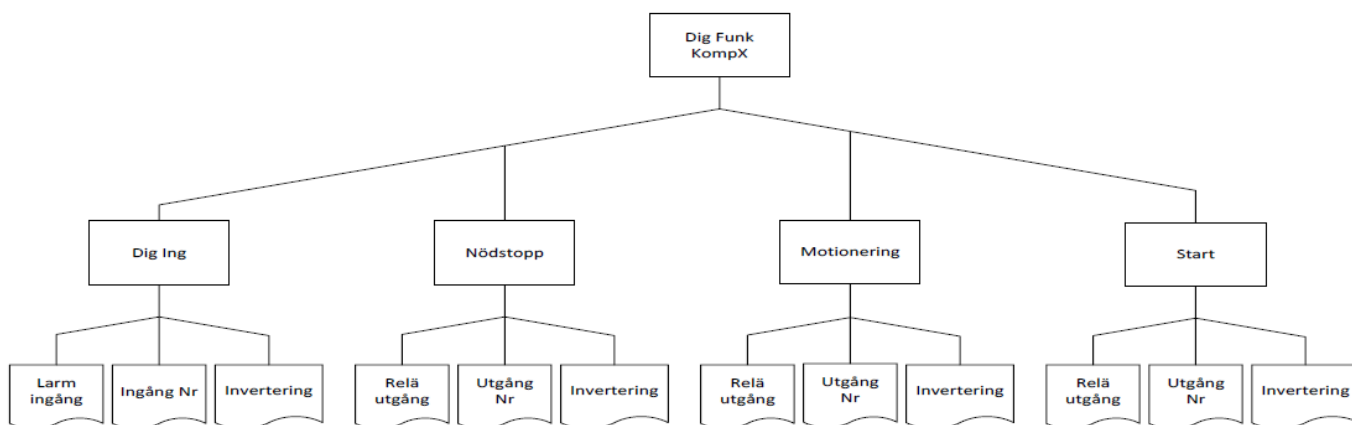 Dig Funk
KompX
Dig Ing
Nödstopp
Motionering
Start
Larm
ingång
Ingång Nr
Invertering
Relä
utgång
Utgång
Nr
Invertering
Relä
utgång
Utgång
Nr
Invertering
Relä
utgång
Utgång
Nr
Invertering